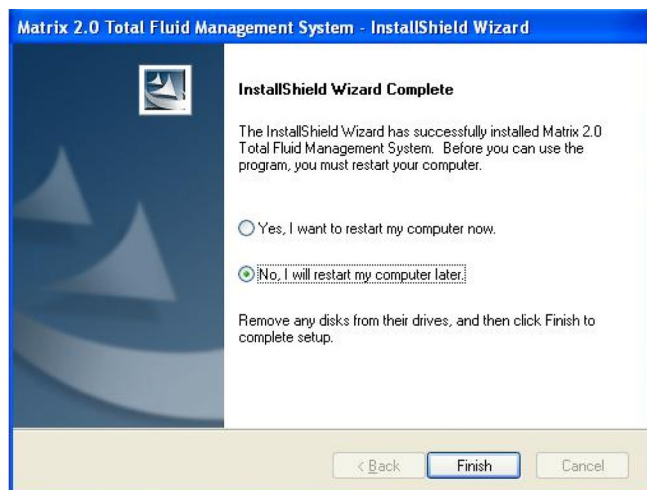 Matrix 2.0 Total Fluid Management System - InstallShield Wizard
InstallShield Wizard Complete
The InstallShield Wizard has successfully installed Matrix 2.0
Total Fluid Management System. Before you can use the
program, you must restart your computer.
Yes, I want to restart my computer now.
No, I will restart my computer later.
Remove any disks from their drives, and then click Finish to
complete setup.
< Back
Finish
Cancel